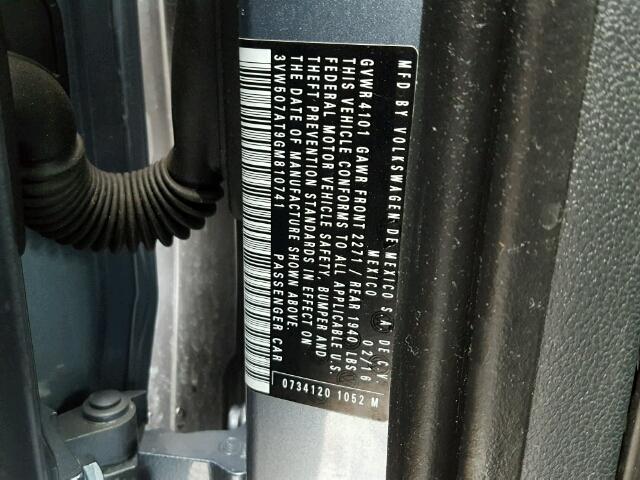 MFD BY VOLKSWAGEN DE MEXICO S.A. DE C.V.
MEXICO 02/16
GVWR 4101 GAWR FRONT 2271 / REAR 1940 LBS
THIS VEHICLE CONFORMS TO ALL APPLICABLE U.S.
FEDERAL MOTOR VEHICLE SAFETY, BUMPER AND
THEFT PREVENTION STANDARDS IN EFFECT ON
THE DATE OF MANUFACTURE SHOWN ABOVE.
3VW507AT9GM810741 PASSENGER CAR
0734120 1052 M